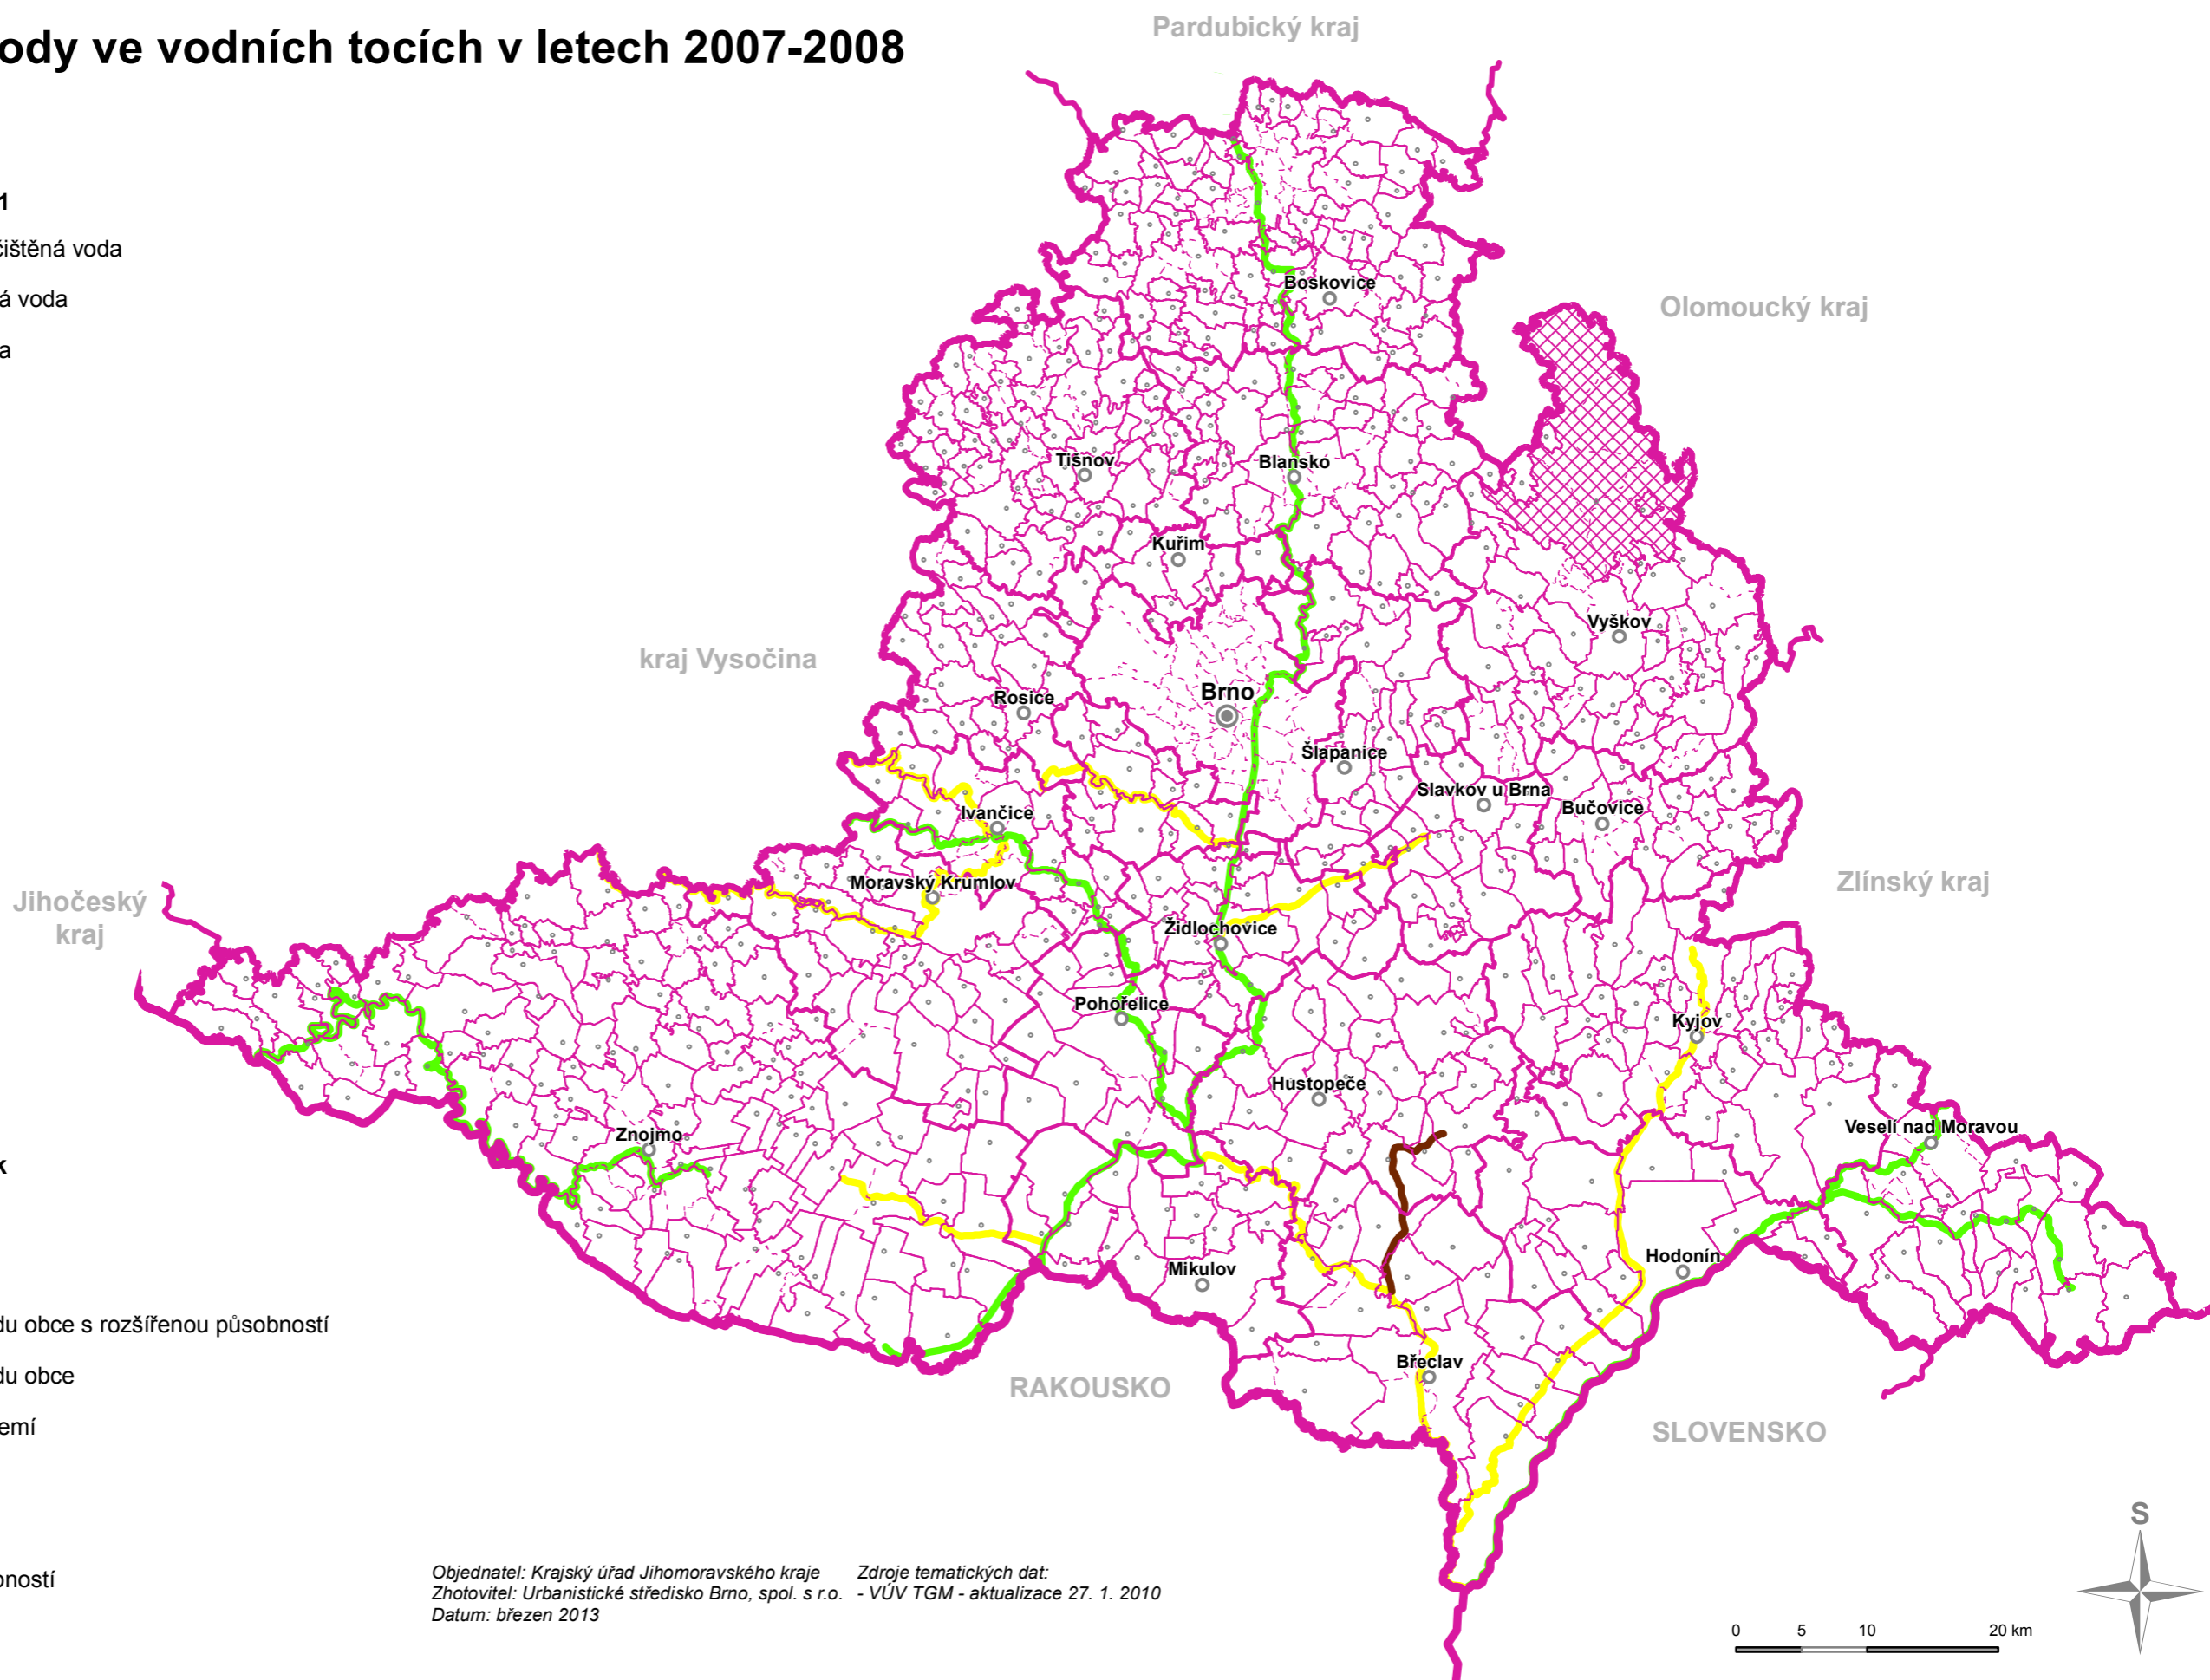 ody ve vodních tocích v letech 2007-2008
Pardubický kraj
1
čištěná voda
á voda
a
Boskovice
Olomoucký kraj
Tišnov
Blansko
Kuřim
Vyškov
kraj Vysočina
Brno
Rosice
Šlapanice
Slavkov u Brna
Bučovice
Ivančice
Moravský Krumlov
Zlínský kraj
Jihočeský
kraj
Židlochovice
Pohořelice
Kyjov
Hustopeče
Veselí nad Moravou
Znojmo
k
Hodonín
Mikulov
du obce s rozšířenou působností
Břeclav
du obce
RAKOUSKO
emí
SLOVENSKO
S
bností
Objednatel: Krajský úřad Jihomoravského kraje
Zhotovitel: Urbanistické středisko Brno, spol. s r.o.
Datum: březen 2013
Zdroje tematických dat:
- VÚV TGM - aktualizace 27. 1. 2010
0 5 10 20 km